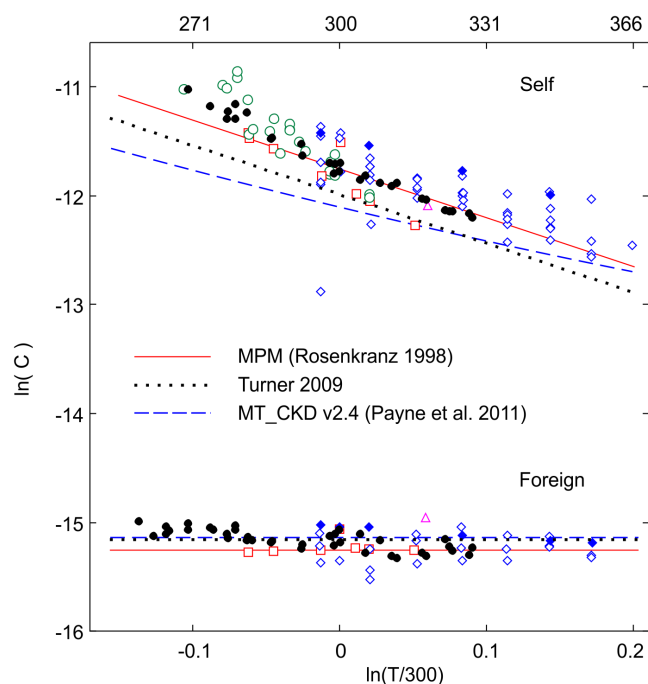 271 300 331 366
-11
Self
-12
-13
MPM (Rosenkranz 1998)
Turner 2009
MT_CKD v2.4 (Payne et al. 2011)
ln( C )
-14
Foreign
-15
-16
-0.1 0 0.1 0.2
ln(T/300)